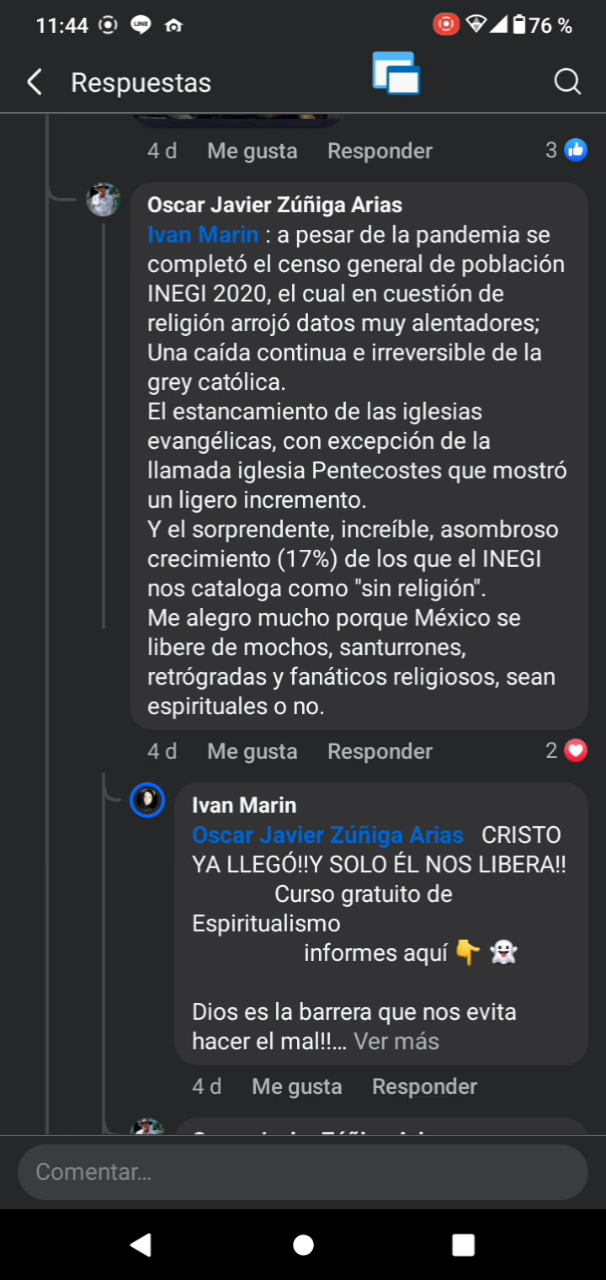 11:44 LINE 76 %
Respuestas
4 d Me gusta Responder 3
Oscar Javier Zúñiga Arias
Ivan Marin : a pesar de la pandemia se
completó el censo general de población
INEGI 2020, el cual en cuestión de
religión arrojó datos muy alentadores;
Una caída continua e irreversible de la
grey católica.
El estancamiento de las iglesias
evangélicas, con excepción de la
llamada iglesia Pentecostes que mostró
un ligero incremento.
Y el sorprendente, increíble, asombroso
crecimiento (17%) de los que el INEGI
nos cataloga como "sin religión".
Me alegro mucho porque México se
libere de mochos, santurrones,
retrógradas y fanáticos religiosos, sean
espirituales o no.
4 d Me gusta Responder 2
Ivan Marin
Oscar Javier Zúñiga Arias CRISTO
YA LLEGÓ!!Y SOLO ÉL NOS LIBERA!!
Curso gratuito de
Espiritualismo
informes aquí 👇 👻
Dios es la barrera que nos evita
hacer el mal!!... Ver más
4 d Me gusta Responder
Comentar...